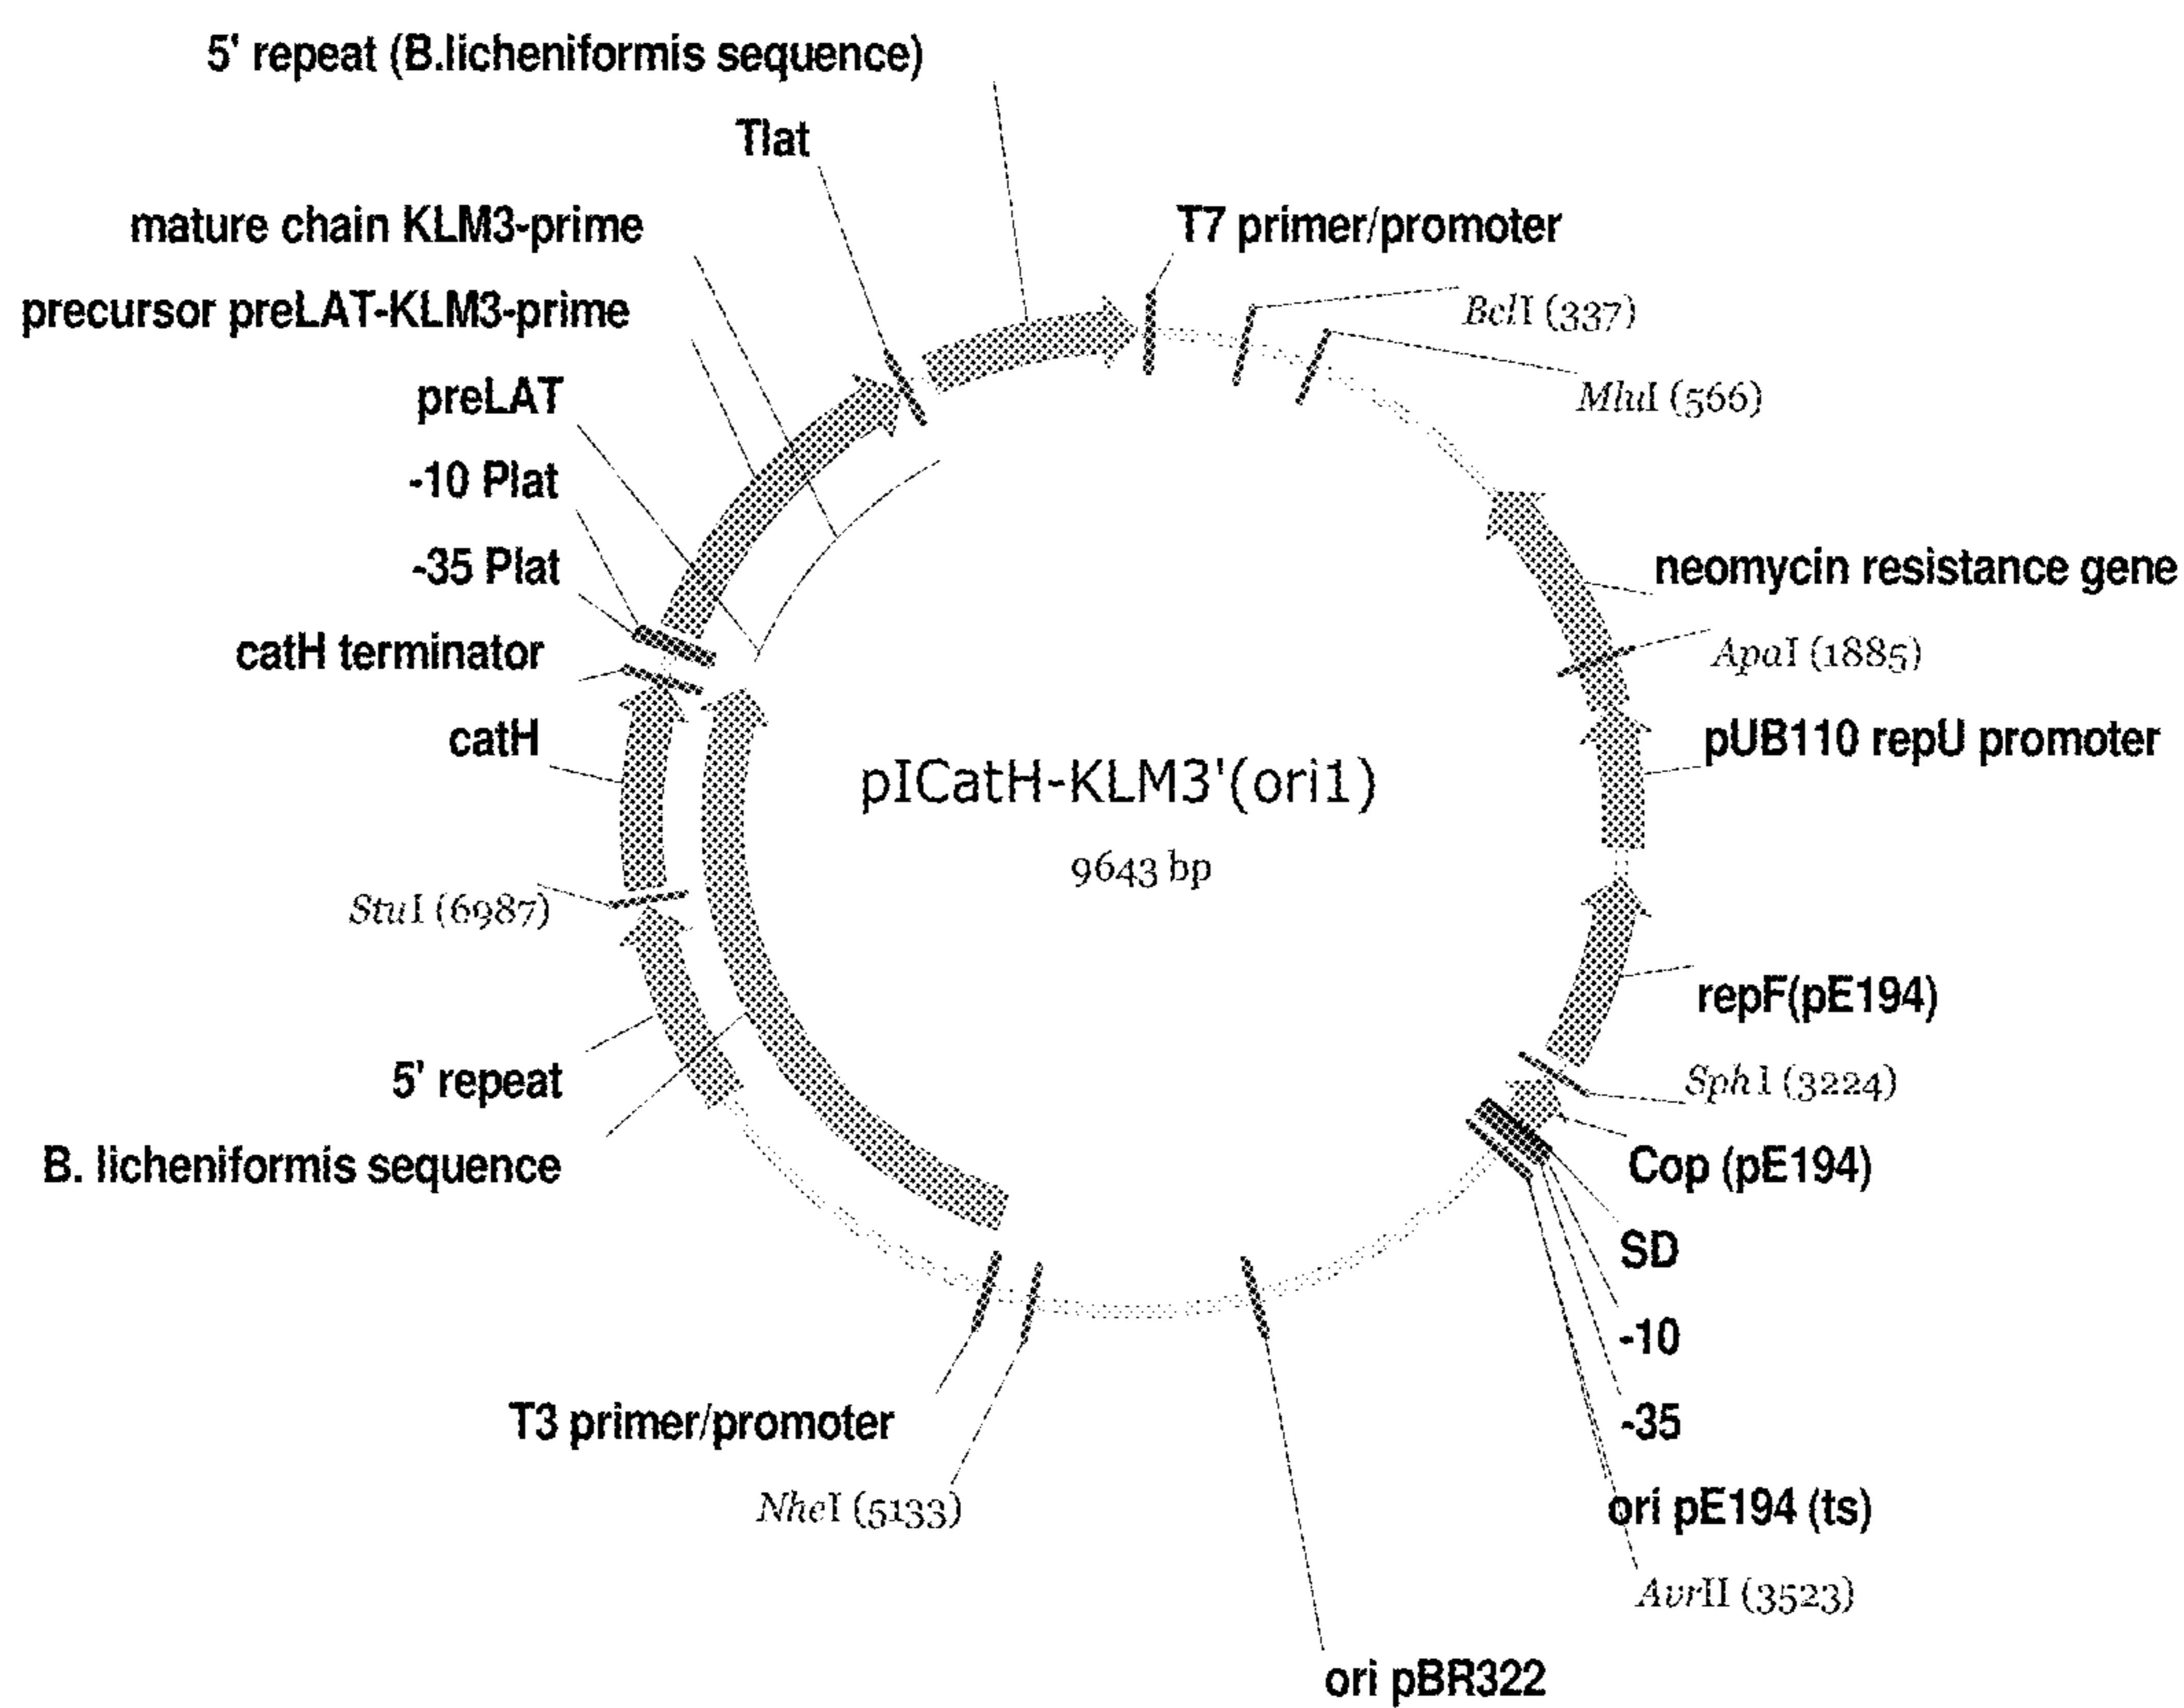 5' repeat (B.licheniformis sequence)
Tlat
mature chain KLM3-prime
T7 primer/promoter
precursor preLAT-KLM3-prime
BclI (337)
preLAT
MluI (566)
-10 Plat
-35 Plat
neomycin resistance gene
catH terminator
ApaI (1885)
catH
pUB110 repU promoter
pICatH-KLM3'(ori1)
9643 bp
StuI (6987)
repF(pE194)
5' repeat
SphI (3224)
B. licheniformis sequence
Cop (pE194)
SD
-10
T3 primer/promoter
-35
NheI (5133)
ori pE194 (ts)
AvrII (3523)
ori pBR322